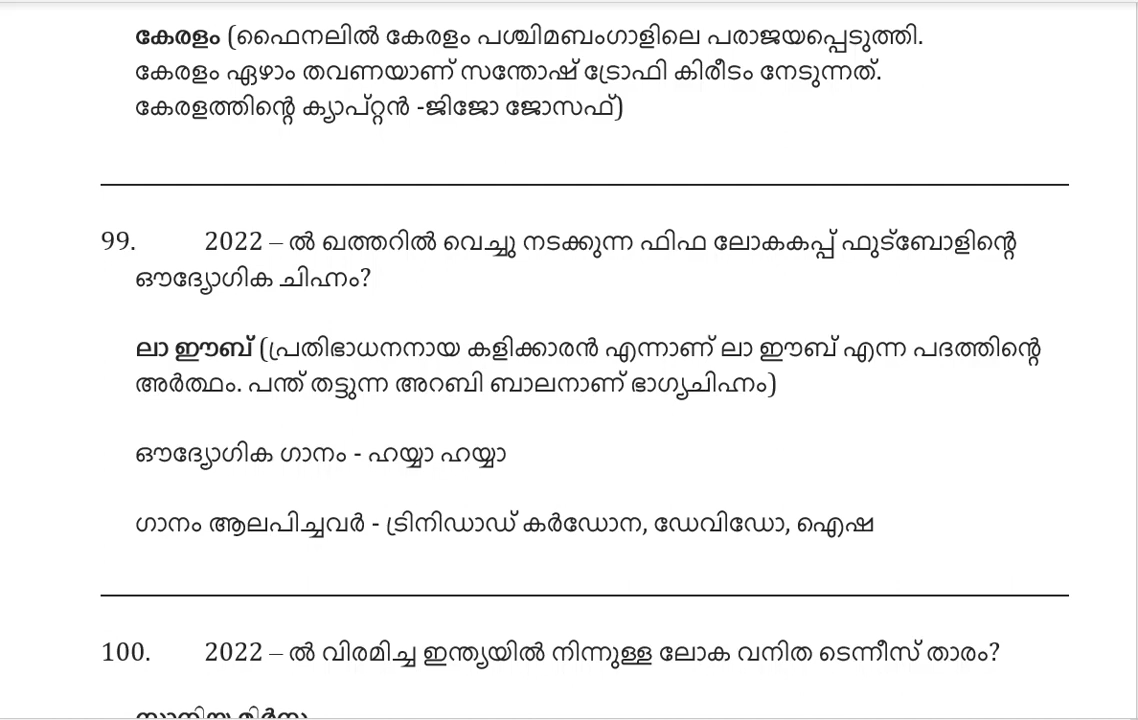 കേരളം (ഫൈനലിൽ കേരളം പശ്ചിമബംഗാളിലെ പരാജയപ്പെടുത്തി.
കേരളം ഏഴാം തവണയാണ് സന്തോഷ് ട്രോഫി കിരീടം നേടുന്നത്.
കേരളത്തിന്റെ ക്യാപ്റ്റൻ -ജിജോ ജോസഫ്)
99. 2022 – ൽ ഖത്തറിൽ വെച്ചു നടക്കുന്ന ഫിഫ ലോകകപ്പ് ഫുട്ബോളിന്റെ
ഔദ്യോഗിക ചിഹ്നം?
ലാ ഈബ് (പ്രതിഭാധനനായ കളിക്കാരൻ എന്നാണ് ലാ ഈബ് എന്ന പദത്തിന്റെ
അർത്ഥം. പന്ത് തട്ടുന്ന അറബി ബാലനാണ് ഭാഗ്യചിഹ്നം)
ഔദ്യോഗിക ഗാനം - ഹയ്യാ ഹയ്യാ
ഗാനം ആലപിച്ചവർ - ട്രിനിഡാഡ് കർഡോന, ഡേവിഡോ, ഐഷ
100. 2022 – ൽ വിരമിച്ച ഇന്ത്യയിൽ നിന്നുള്ള ലോക വനിത ടെന്നീസ് താരം?
സാനിയ മിർസ